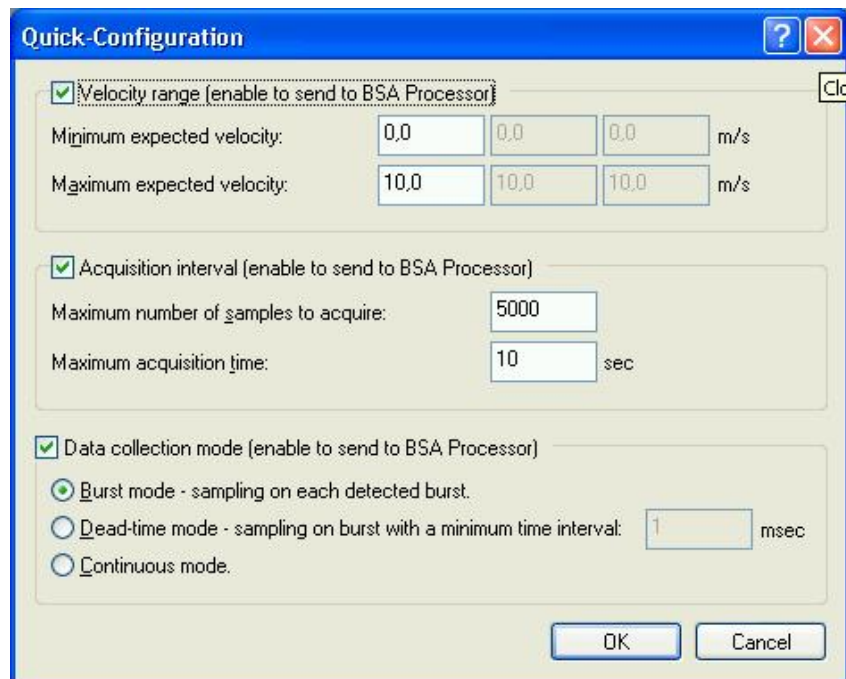 Quick-Configuration
Velocity range (enable to send to BSA Processor)
Clo
Minimum expected velocity: 0,0 0,0 0,0 m/s
Maximum expected velocity: 10,0 10,0 10,0 m/s
Acquisition interval (enable to send to BSA Processor)
Maximum number of samples to acquire: 5000
Maximum acquisition time: 10 sec
Data collection mode (enable to send to BSA Processor)
Burst mode - sampling on each detected burst.
Dead-time mode - sampling on burst with a minimum time interval: 1 msec
Continuous mode.
OK Cancel